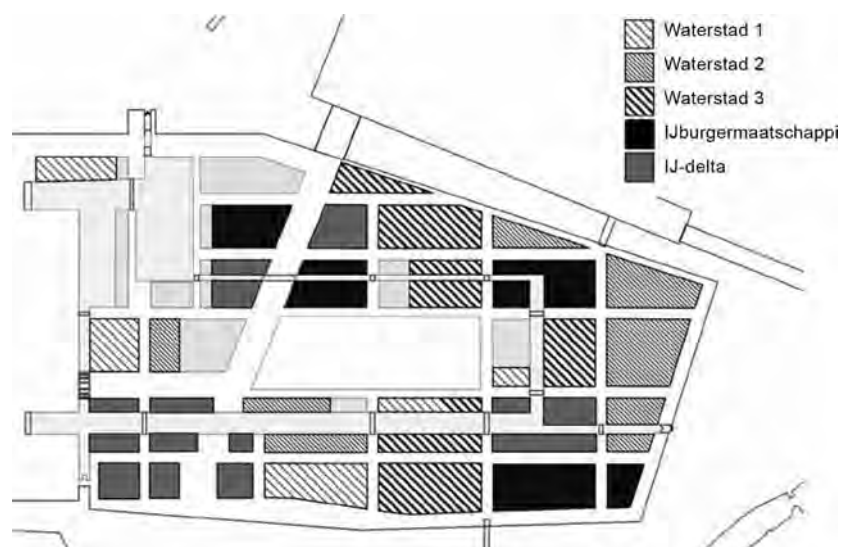 Waterstad 1
Waterstad 2
Waterstad 3
IJburgermaatschappi
IJ-delta